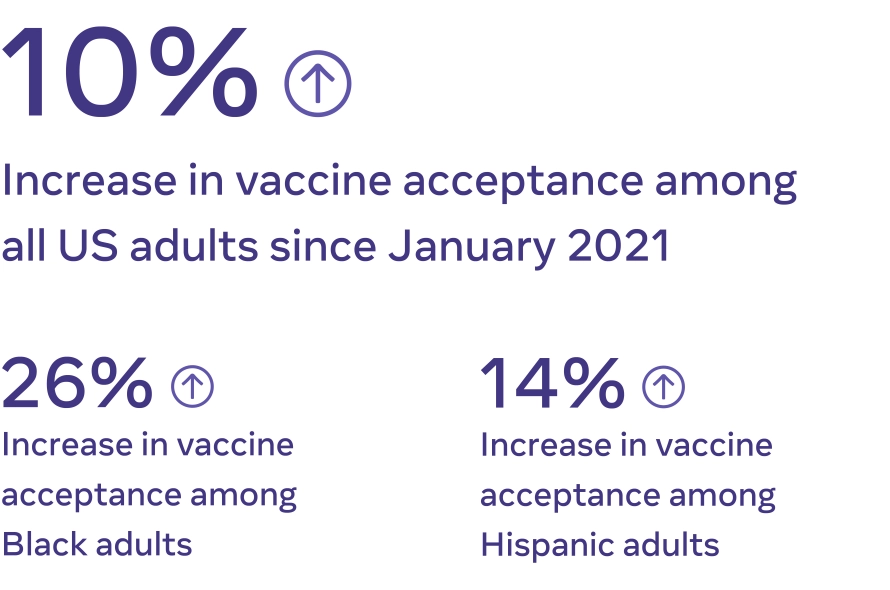 10%
Increase in vaccine acceptance among
all US adults since January 2021
26%
Increase in vaccine
acceptance among
Black adults
14%
Increase in vaccine
acceptance among
Hispanic adults